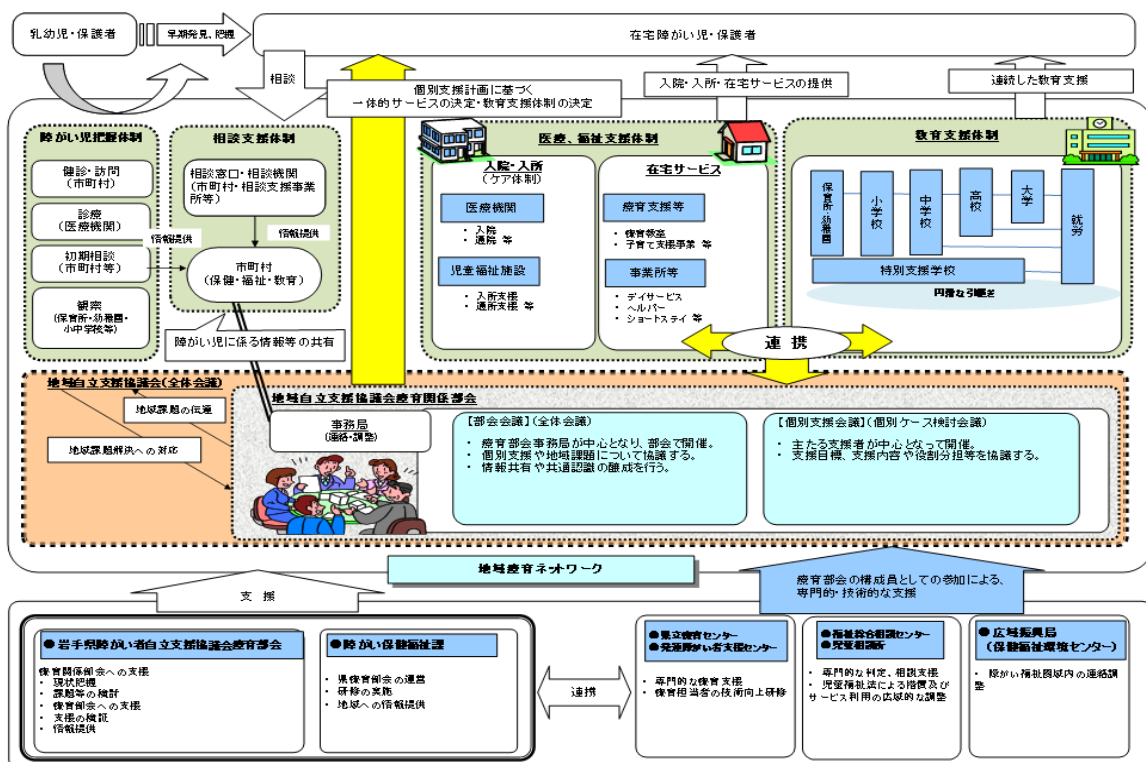 乳幼児・保護者
早期発見、把握
在宅障がい児・保護者
相談
個別支援計画に基づく
一体的サービスの決定・教育支援体制の決定
入院・入所・在宅サービスの提供
連続した教育支援
障がい児把握体制
健診・訪問
(市町村)
診療
(医療機関)
初期相談
(市町村等)
観察
(保育所・幼稚園・
小中学校等)
情報提供
相談支援体制
相談窓口・相談機関
(市町村・相談支援事業
所等)
情報提供
市町村
(保健・福祉・教育)
障がい児に係る情報等の共有
医療、福祉支援体制
入院・入所
(ケア体制)
医療機関
・ 入院
・ 通院 等
児童福祉施設
・ 入所支援
・ 通所支援 等
在宅サービス
療育支援等
・ 療育教室
・ 子育て支援事業 等
事業所等
・ デイサービス
・ ヘルパー
・ ショートステイ 等
教育支援体制
保育所・幼稚園
小学校
中学校
高校
大学
就労
特別支援学校
円滑な引継ぎ
連携
地域自立支援協議会(全体会議)
地域課題の伝達
地域課題解決への対応
地域自立支援協議会療育関係部会
事務局
(連絡・調整)
【部会会議】(全体会議)
・ 療育部会事務局が中心となり、部会で開催。
・ 個別支援や地域課題について協議する。
・ 情報共有や共通認識の醸成を行う。
【個別支援会議】(個別ケース検討会議)
・ 主たる支援者が中心となって開催。
・ 支援目標、支援内容や役割分担等を協議する。
地域療育ネットワーク
支援
療育部会の構成員としての参加による、
専門的・技術的な支援
●岩手県障がい者自立支援協議会療育部会
療育関係部会への支援
・ 現状把握
・ 課題等の検討
・ 療育部会への支援
・ 支援の検証
・ 情報提供
●障がい保健福祉課
・ 県療育部会の運営
・ 研修の実施
・ 地域への情報提供
連携
●県立療育センター
●発達障がい者支援センター
・ 専門的な療育支援
・ 療育担当者の技術向上研修
●福祉総合相談センター
●児童相談所
・ 専門的な判定、相談支援
・ 児童福祉法による措置及び
サービス利用の広域的な調整
●広域振興局
(保健福祉環境センター)
・ 障がい福祉圏域内の連絡調
整